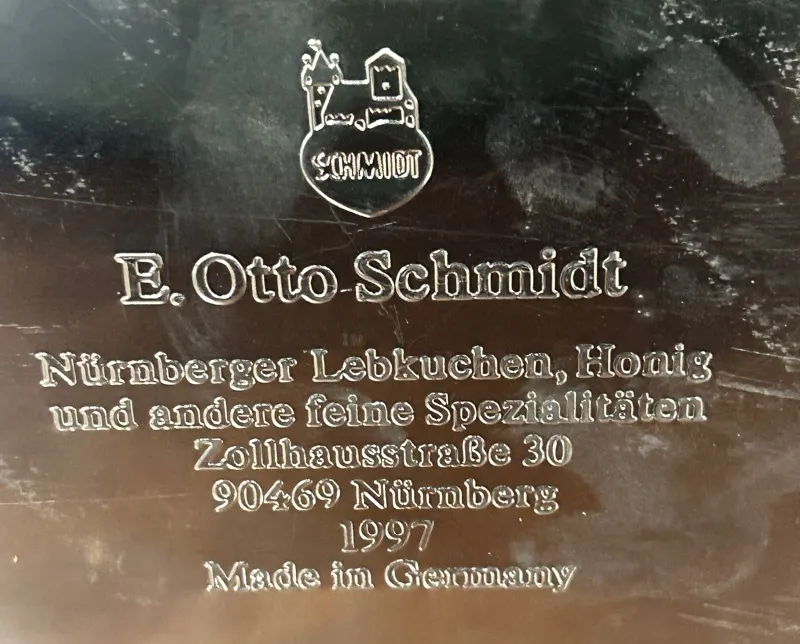 SCHMIDT
E. Otto Schmidt
Nürnberger Lebkuchen, Honig
und andere feine Spezialitäten
Zollhausstraße 30
90469 Nürnberg
1997
Made in Germany